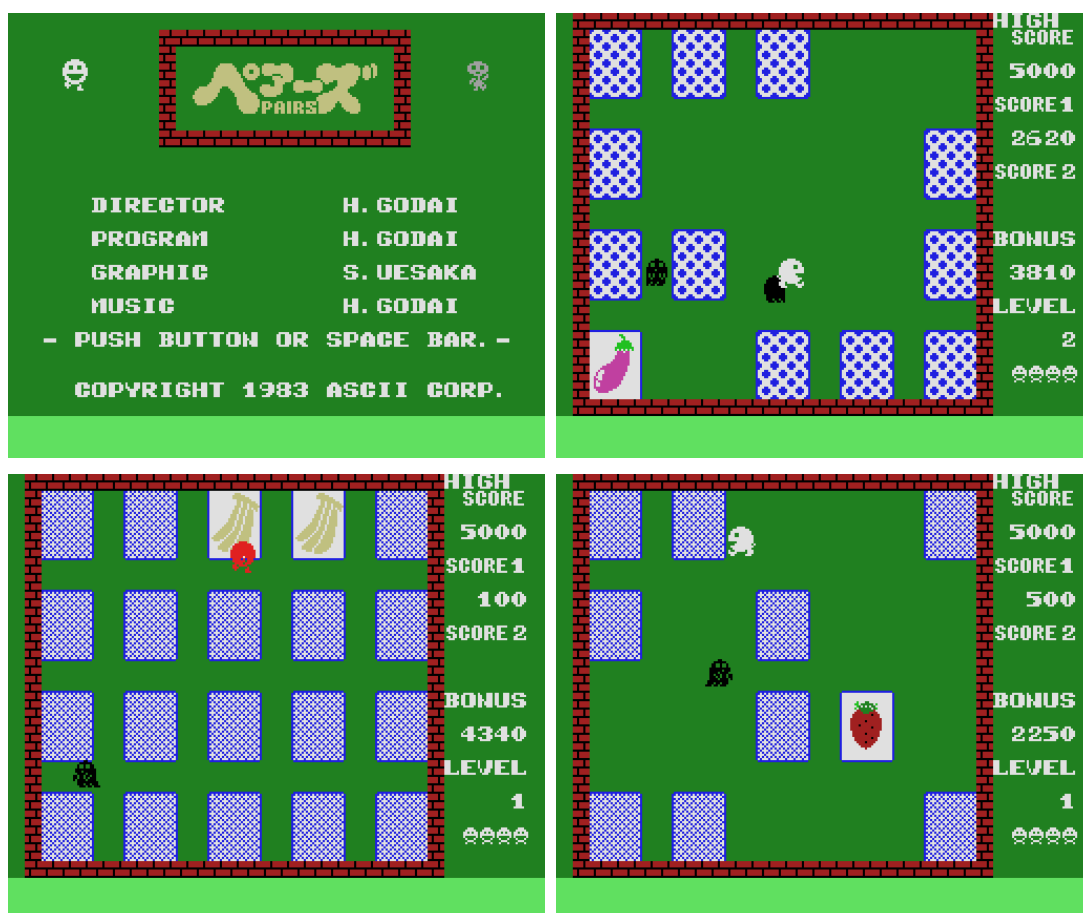 ペアーズ
PAIRS
DIRECTOR H. GODAI
PROGRAM H. GODAI
GRAPHIC S. UESAKA
MUSIC H. GODAI
- PUSH BUTTON OR SPACE BAR. -
COPYRIGHT 1983 ASCII CORP.
HIGH
SCORE
5000
SCORE 1
2620
SCORE 2
BONUS
3810
LEVEL
2
HIGH
SCORE
5000
SCORE 1
100
SCORE 2
BONUS
4340
LEVEL
1
HIGH
SCORE
5000
SCORE 1
500
SCORE 2
BONUS
2250
LEVEL
1